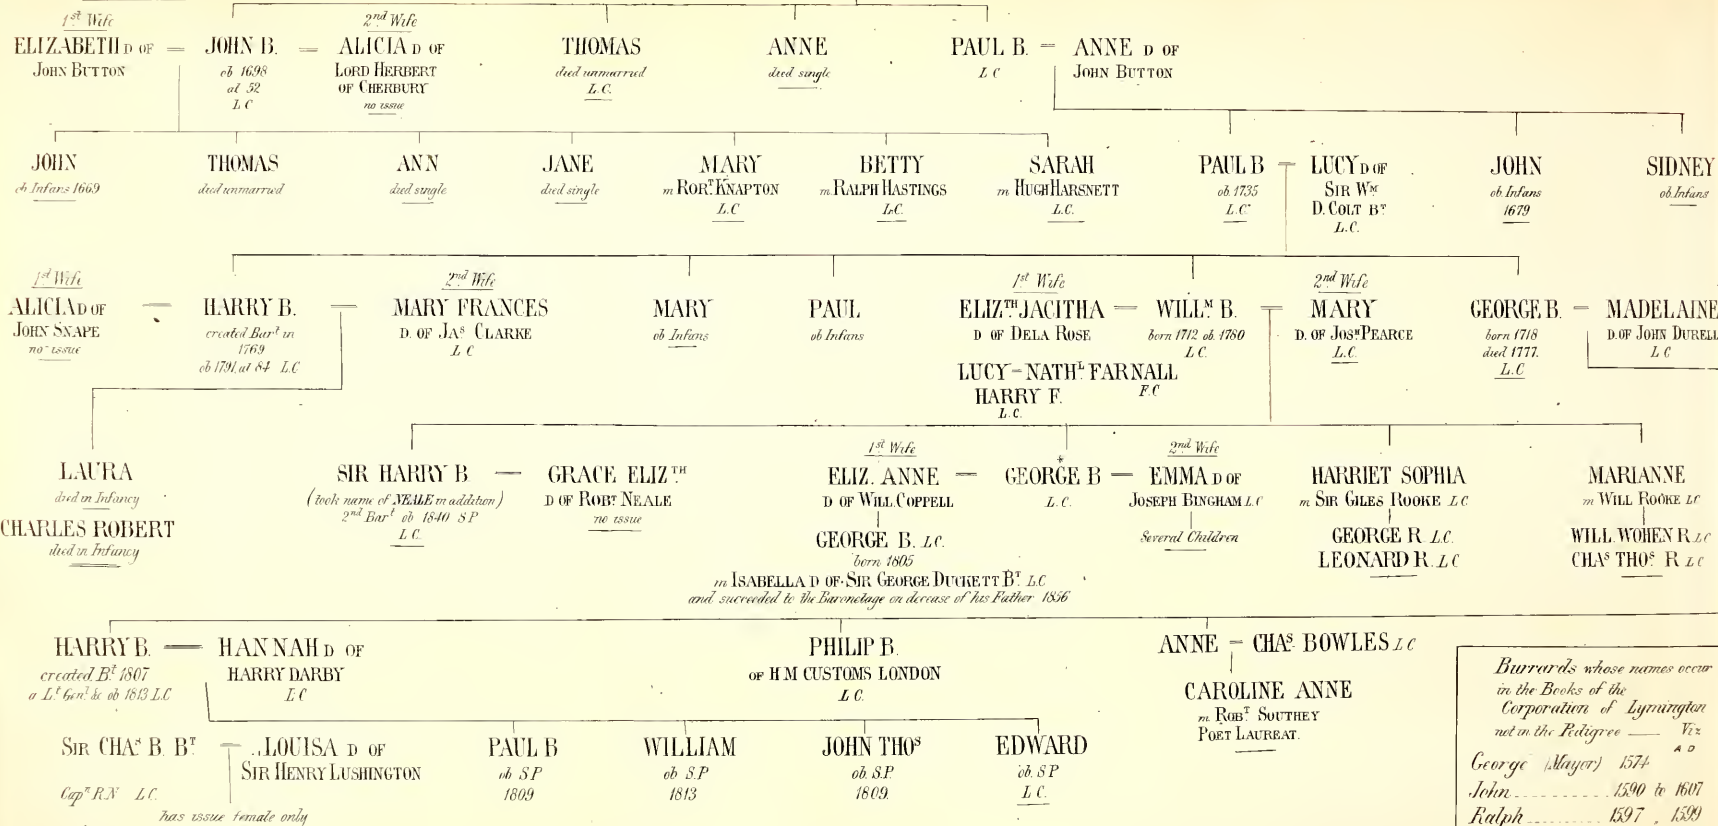 1st Wife
ELIZABETH D OF
JOHN BUTTON
JOHN B.
ob 1698
at 52
L C
2nd Wife
ALICIA D OF
LORD HERBERT
OF CHERBURY
no issue
THOMAS
died unmarried
L.C.
ANNE
died single
PAUL B.
L C
ANNE D OF
JOHN BUTTON
JOHN
ob Infans 1669
THOMAS
died unmarried
ANN
died single
JANE
died single
MARY
m ROBT. KNAPTON
L.C
BETTY
m RALPH HASTINGS
L.C.
SARAH
m HUGH HARSNETT
L.C.
PAUL B
ob. 1735
L.C.
LUCY D OF
SIR WM
D. COLT BT
L.C.
JOHN
ob Infans
1679
SIDNEY
ob. Infans
1st Wife
ALICIA D OF
JOHN SNAPE
no issue
HARRY B.
created Bart in
1769
ob 1791, at 84 L.C
2nd Wife
MARY FRANCES
D. OF JAS CLARKE
L C
MARY
ob Infans
PAUL
ob Infans
1st Wife
ELIZTH. JACITHA
D OF DELA ROSE
WILLM B.
born 1712 ob. 1780
L C.
2nd Wife
MARY
D. OF JOSH PEARCE
L.C.
GEORGE B.
born 1718
died 1777.
L.C
MADELAINE
D. OF JOHN DURELL
L C
LUCY = NATHL FARNALL
HARRY F. F.C
L.C.
LAURA
died in Infancy
CHARLES ROBERT
died in Infancy
SIR HARRY B
(took name of NEALE in addition)
2nd Bart ob 1840 SP
L C.
GRACE ELIZTH
D OF ROBT NEALE
no issue
1st Wife
ELIZ. ANNE
D OF WILL. COPPELL
GEORGE B
L.C.
2nd Wife
EMMA D OF
JOSEPH BINGHAM L C
Several Children
GEORGE B. L.C.
born 1805
m ISABELLA D OF SIR GEORGE DUCKETT BT. L C
and succeeded to the Baronetage on decease of his Father 1856
HARRIET SOPHIA
m SIR GILES ROOKE L C
GEORGE R L.C.
LEONARD R. L.C
MARIANNE
m WILL ROOKE L C
WILL. WOHEN R L C
CHAS THOS. R L C
HARRY B.
created Bt. 1807
a Lt. Genl. & ob 1813 L.C
HANNAH D OF
HARRY DARBY
L C
PHILIP B.
OF H M CUSTOMS LONDON
L C.
ANNE = CHAS. BOWLES L C
CAROLINE ANNE
m ROBT SOUTHEY
POET LAUREAT.
SIR CHAS B. BT
Capn R.N L C.
LOUISA D OF
SIR HENRY LUSHINGTON
has issue female only
PAUL B
ob SP
1809
WILLIAM
ob S.P
1813
JOHN THOS
ob. S.P.
1809.
EDWARD
ob. SP
L C.
Burrards whose names occur
in the Books of the
Corporation of Lymington
not in the Pedigree — Viz
A D
George (Mayor) 1574
John .......... 1590 to 1607
Ralph ......... 1597 , 1599